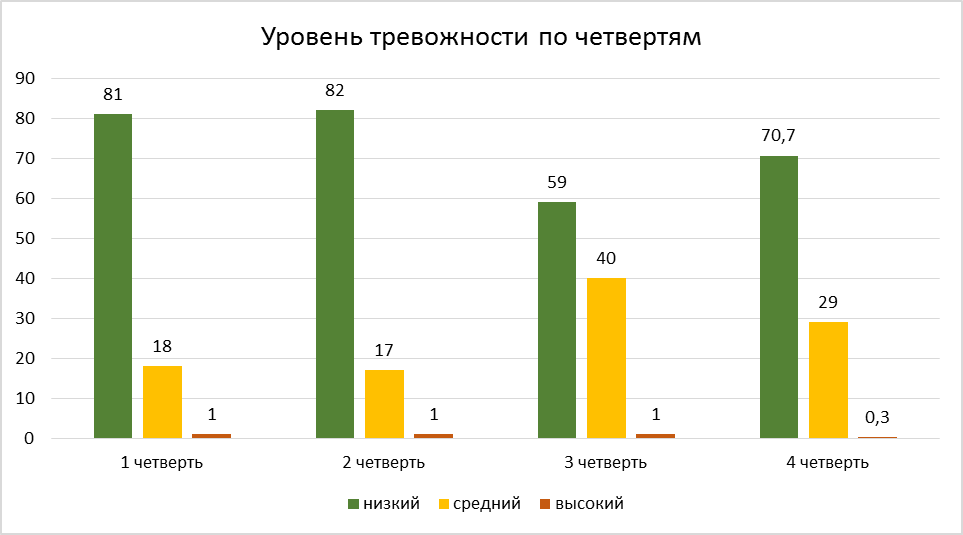 Уровень тревожности по четвертям
90
80
70
60
50
40
30
20
10
0
81
18
1
82
17
1
59
40
1
70,7
29
0,3
1 четверть
2 четверть
3 четверть
4 четверть
низкий
средний
высокий